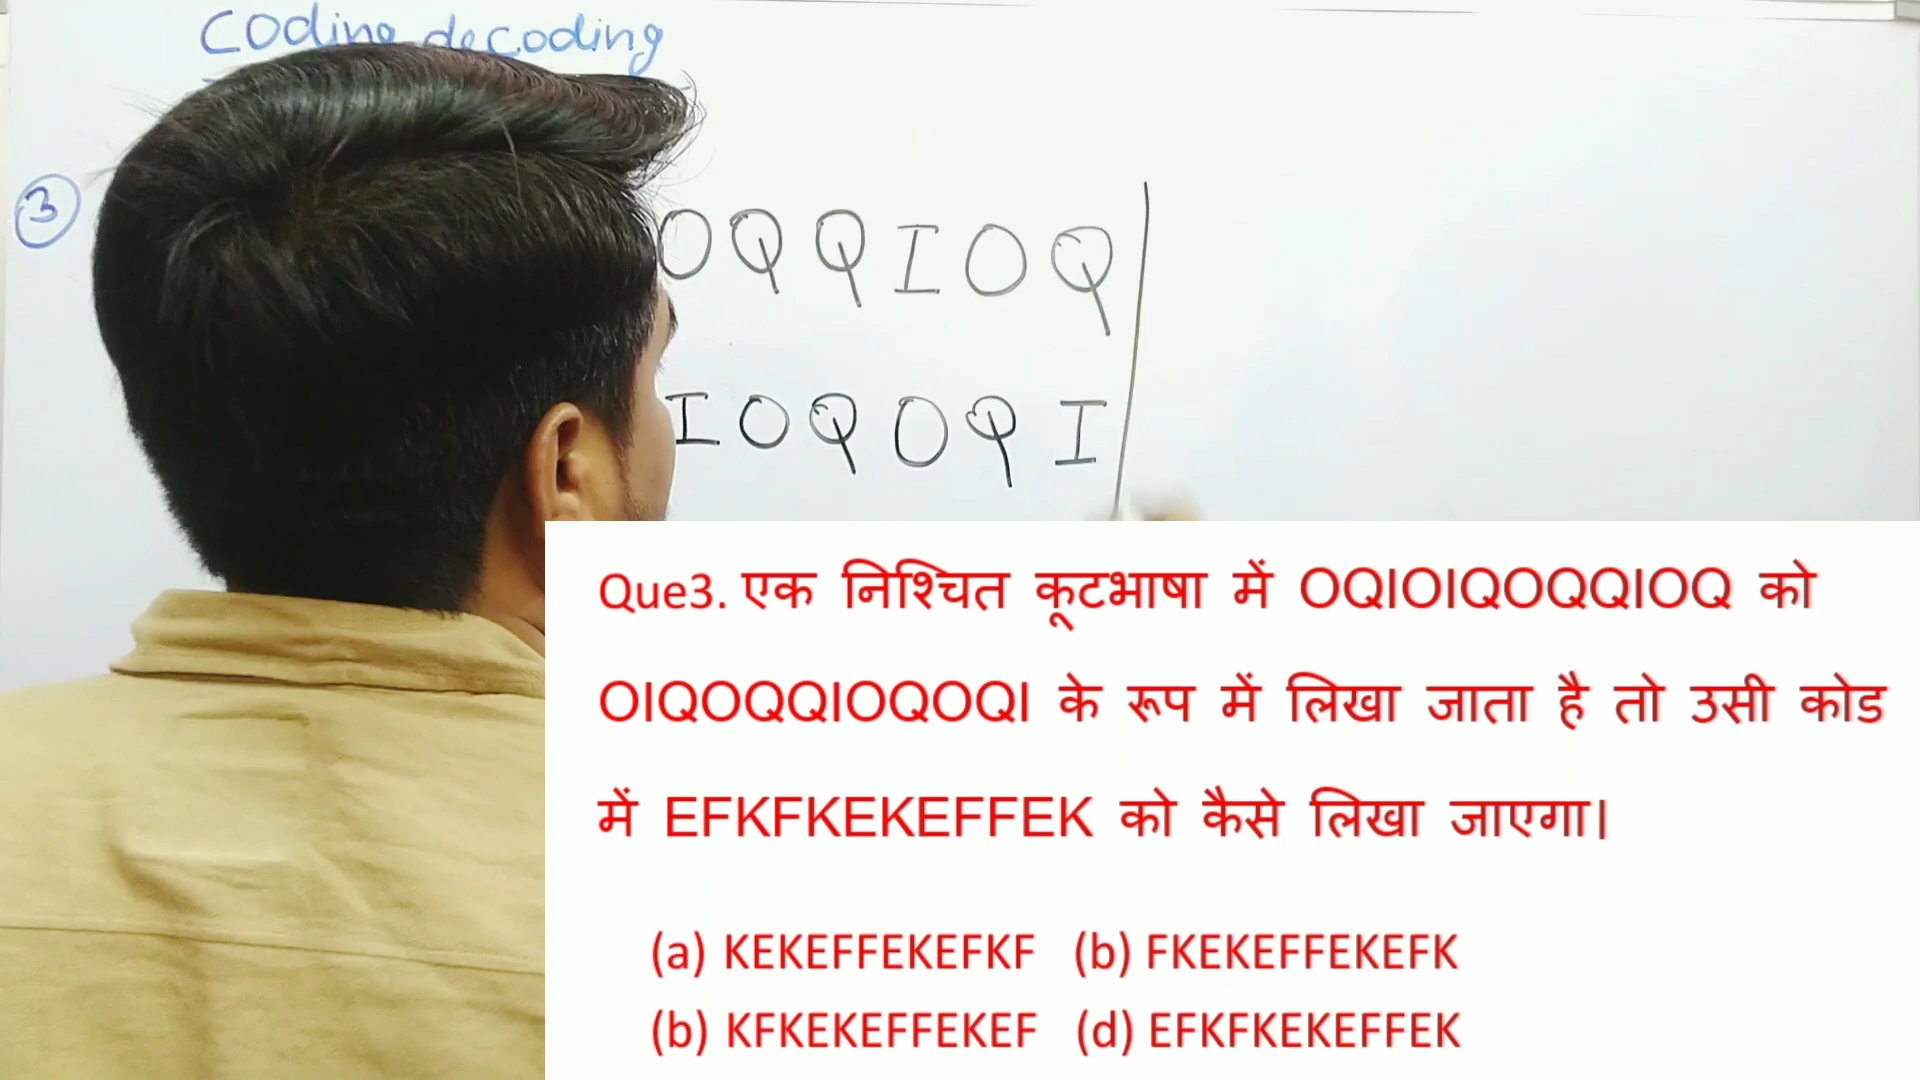 Coding decoding
3
OQQIOQ
IOQOQI
Que3. एक निश्चित कूटभाषा में OQIOIQOQQIOQ को
OIQOQQIOQOQI के रूप में लिखा जाता है तो उसी कोड
में EFKFKEKEFFEK को कैसे लिखा जाएगा।
(a) KEKEFFEKEFKF (b) FKEKEFFEKEFK
(b) KFKEKEFFEKEF (d) EFKFKEKEFFEK